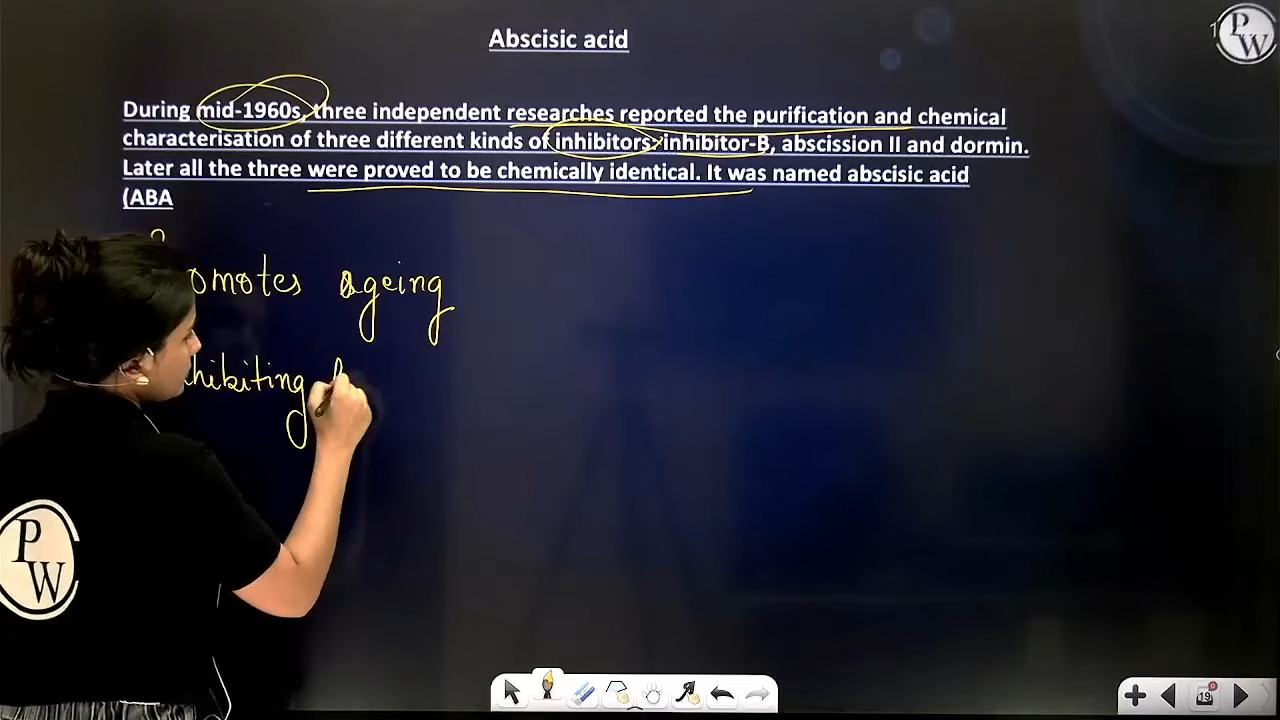 Abscisic acid
PW
During mid-1960s, three independent researches reported the purification and chemical
characterisation of three different kinds of inhibitors inhibitor-B, abscission II and dormin.
Later all the three were proved to be chemically identical. It was named abscisic acid
(ABA
omotes ageing
hibiting
PW
19